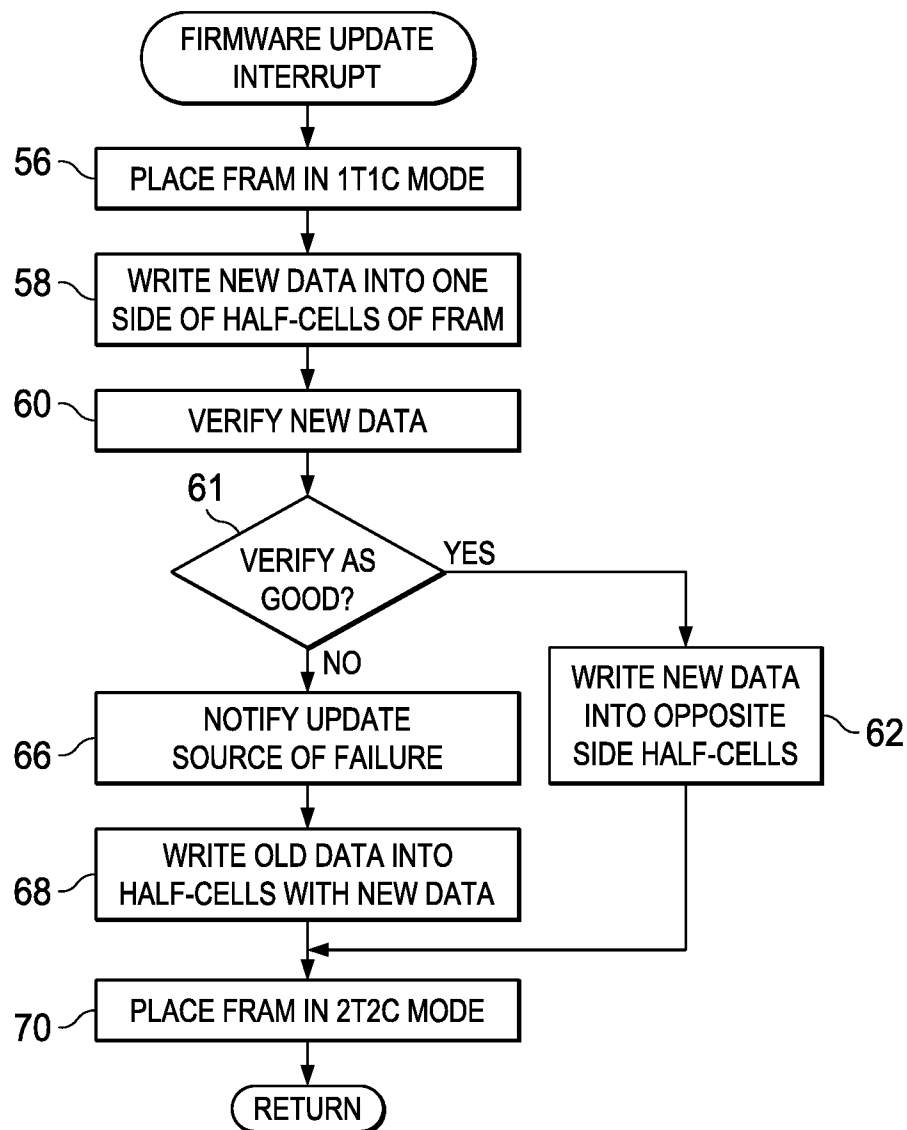 FIRMWARE UPDATE
INTERRUPT
56
PLACE FRAM IN 1T1C MODE
58
WRITE NEW DATA INTO ONE
SIDE OF HALF-CELLS OF FRAM
60
VERIFY NEW DATA
61
VERIFY AS
GOOD?
YES
NO
WRITE NEW DATA
INTO OPPOSITE
SIDE HALF-CELLS
62
66
NOTIFY UPDATE
SOURCE OF FAILURE
68
WRITE OLD DATA INTO
HALF-CELLS WITH NEW DATA
70
PLACE FRAM IN 2T2C MODE
RETURN